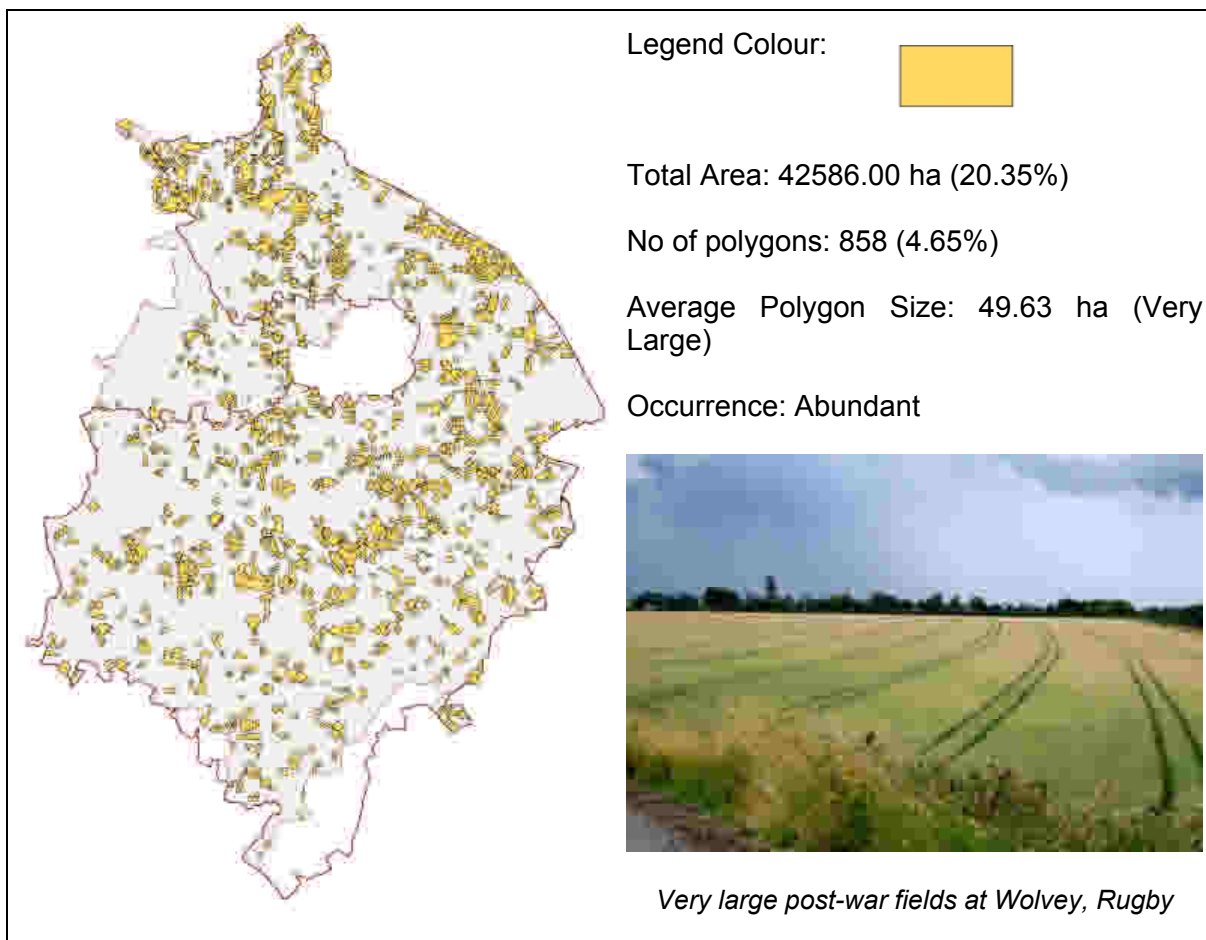 Legend Colour:
Total Area: 42586.00 ha (20.35%)
No of polygons: 858 (4.65%)
Average Polygon Size: 49.63 ha (Very
Large)
Occurrence: Abundant
Very large post-war fields at Wolvey, Rugby